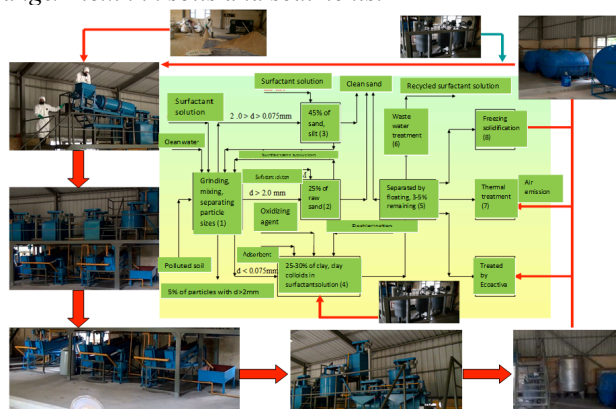 Surfactant solution
Clean sand
Recycled surfactant solution
Surfactant
solution
2 .0 > d > 0.075mm
45% of
sand,
silt (3)
Waste
water
treatment
(6)
Freezing
solidification
(8)
Clean water
Grinding,
mixing,
separating
particle
sizes (1)
d > 2.0 mm
25% of
raw
sand (2)
Separated by
floating, 3-5%
remaining (5)
Thermal
treatment
(7)
Air
emission
Oxidizing
agent
Polluted soil
Adsorbent
d < 0.075mm
25-30% of clay, clay
colloids in
surfactantsolution (4)
Treated
by
Ecoactiva
5% of particles with d>2mm